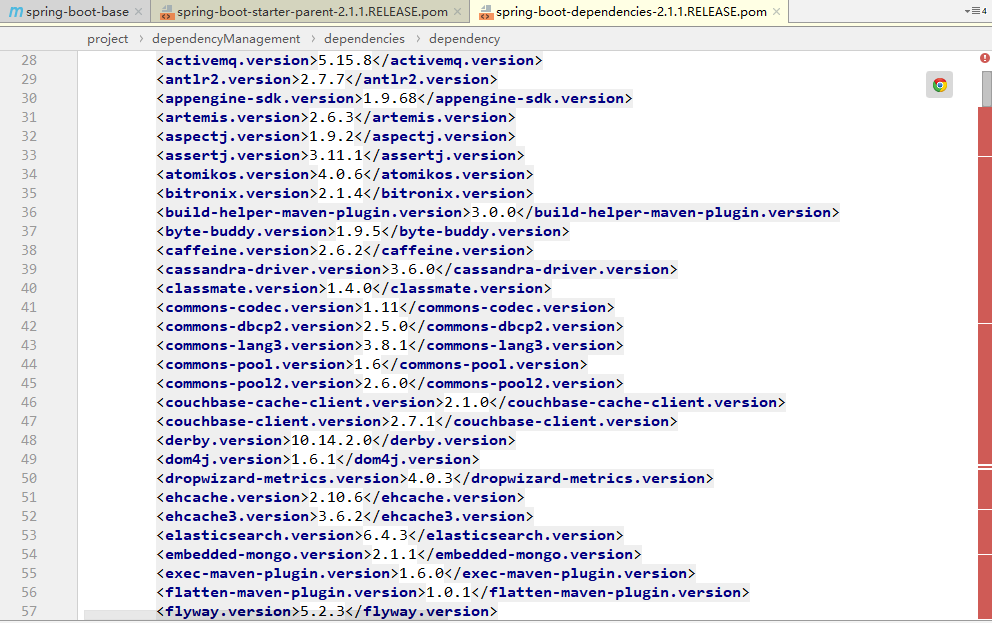 spring-boot-base × spring-boot-starter-parent-2.1.1.RELEASE.pom × spring-boot-dependencies-2.1.1.RELEASE.pom × 4
project > dependencyManagement > dependencies > dependency
28 <activemq.version>5.15.8</activemq.version>
29 <antlr2.version>2.7.7</antlr2.version>
30 <appengine-sdk.version>1.9.68</appengine-sdk.version>
31 <artemis.version>2.6.3</artemis.version>
32 <aspectj.version>1.9.2</aspectj.version>
33 <assertj.version>3.11.1</assertj.version>
34 <atomikos.version>4.0.6</atomikos.version>
35 <bitronix.version>2.1.4</bitronix.version>
36 <build-helper-maven-plugin.version>3.0.0</build-helper-maven-plugin.version>
37 <byte-buddy.version>1.9.5</byte-buddy.version>
38 <caffeine.version>2.6.2</caffeine.version>
39 <cassandra-driver.version>3.6.0</cassandra-driver.version>
40 <classmate.version>1.4.0</classmate.version>
41 <commons-codec.version>1.11</commons-codec.version>
42 <commons-dbcp2.version>2.5.0</commons-dbcp2.version>
43 <commons-lang3.version>3.8.1</commons-lang3.version>
44 <commons-pool.version>1.6</commons-pool.version>
45 <commons-pool2.version>2.6.0</commons-pool2.version>
46 <couchbase-cache-client.version>2.1.0</couchbase-cache-client.version>
47 <couchbase-client.version>2.7.1</couchbase-client.version>
48 <derby.version>10.14.2.0</derby.version>
49 <dom4j.version>1.6.1</dom4j.version>
50 <dropwizard-metrics.version>4.0.3</dropwizard-metrics.version>
51 <ehcache.version>2.10.6</ehcache.version>
52 <ehcache3.version>3.6.2</ehcache3.version>
53 <elasticsearch.version>6.4.3</elasticsearch.version>
54 <embedded-mongo.version>2.1.1</embedded-mongo.version>
55 <exec-maven-plugin.version>1.6.0</exec-maven-plugin.version>
56 <flatten-maven-plugin.version>1.0.1</flatten-maven-plugin.version>
57 <flyway.version>5.2.3</flyway.version>